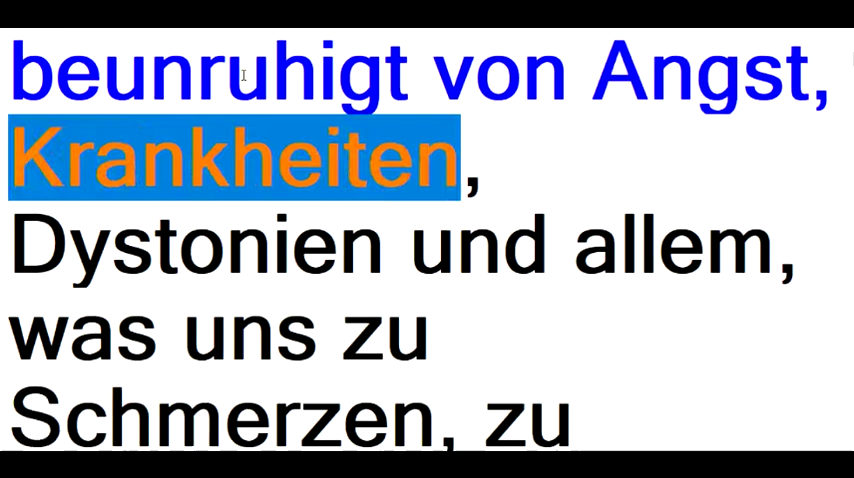 beunruhigt von Angst,
Krankheiten,
Dystonien und allem,
was uns zu
Schmerzen, zu